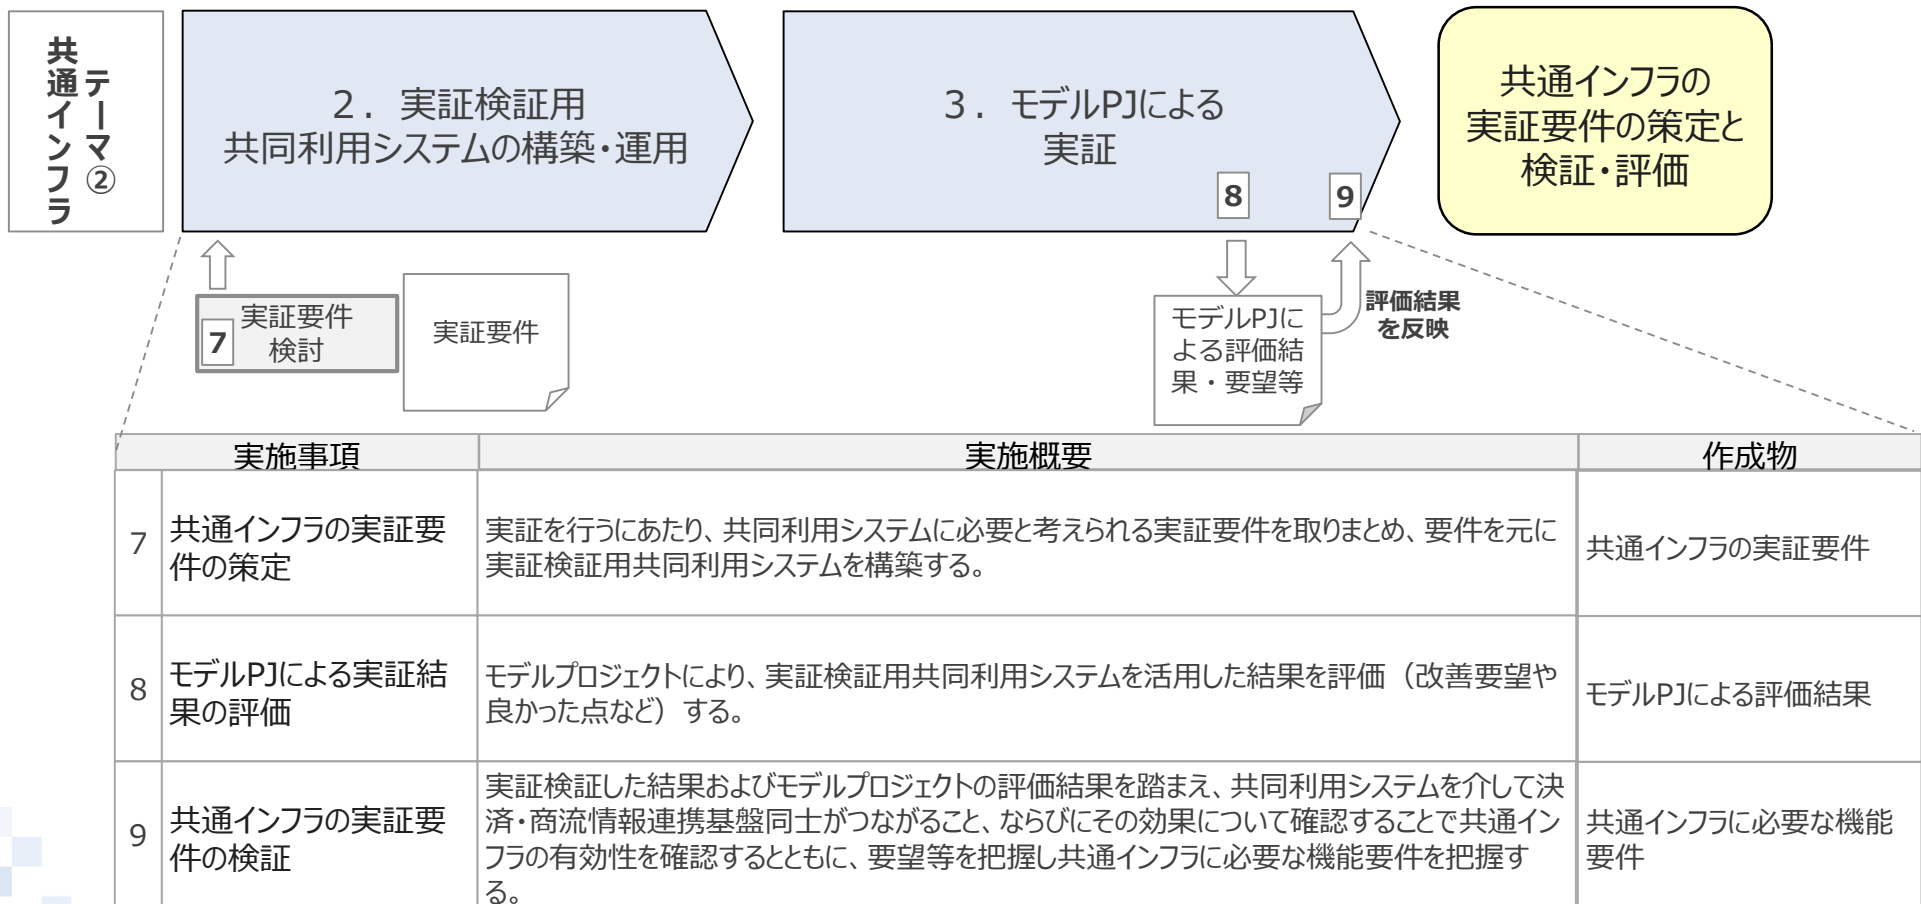 テーマ②
共通インフラ
２．実証検証用
共同利用システムの構築・運用
３．モデルPJによる
実証
8
9
共通インフラの
実証要件の策定と
検証・評価
実証要件
検討
7
実証要件
モデルPJに
よる評価結
果・要望等
評価結果
を反映
実施事項
実施概要
作成物
7
共通インフラの実証要
件の策定
実証を行うにあたり、共同利用システムに必要と考えられる実証要件を取りまとめ、要件を元に
実証検証用共同利用システムを構築する。
共通インフラの実証要件
8
モデルPJによる実証結
果の評価
モデルプロジェクトにより、実証検証用共同利用システムを活用した結果を評価（改善要望や
良かった点など）する。
モデルPJによる評価結果
9
共通インフラの実証要
件の検証
実証検証した結果およびモデルプロジェクトの評価結果を踏まえ、共同利用システムを介して決
済・商流情報連携基盤同士がつながること、ならびにその効果について確認することで共通イン
フラの有効性を確認するとともに、要望等を把握し共通インフラに必要な機能要件を把握す
る。
共通インフラに必要な機能
要件